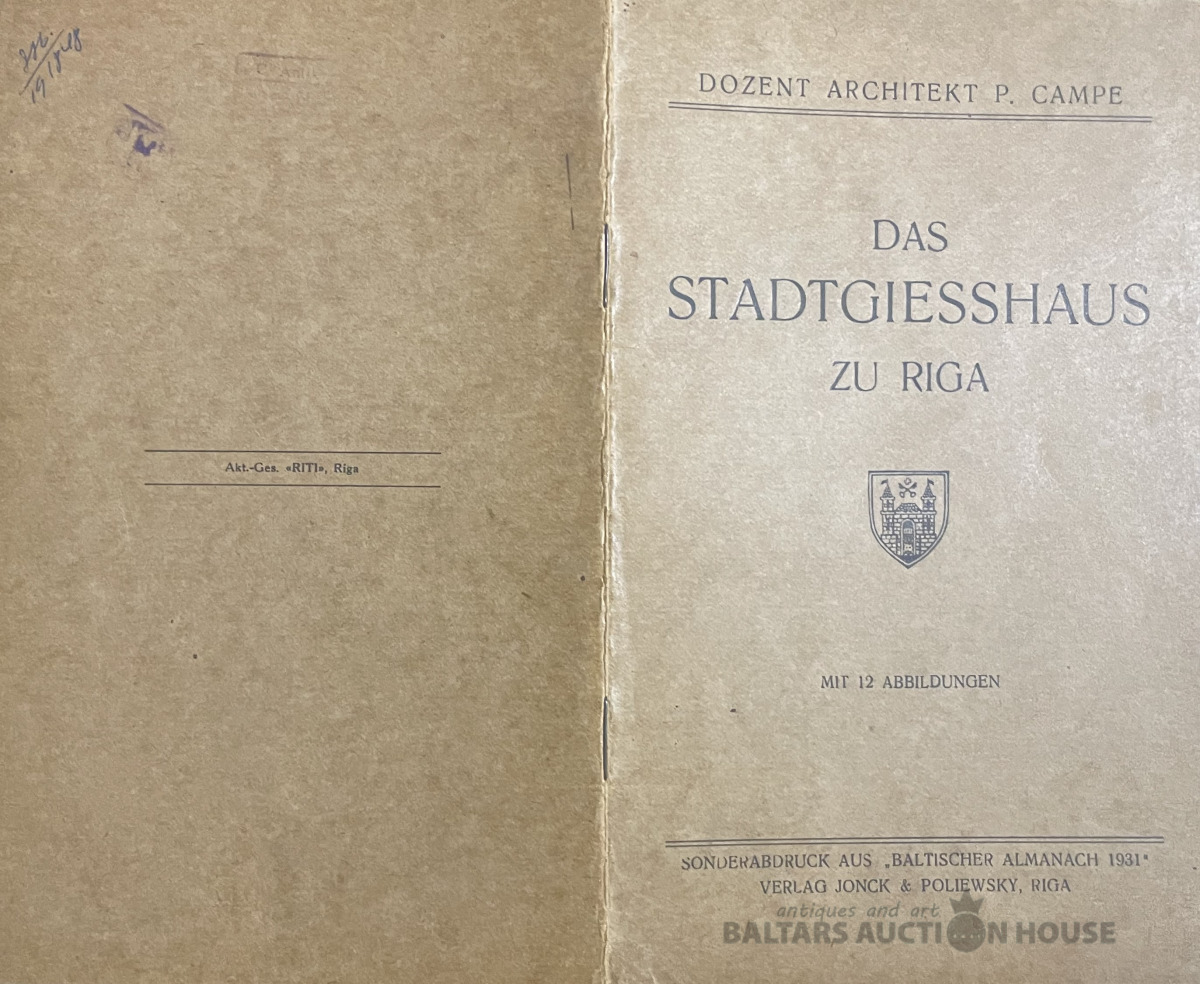 Akt.-Ges. «RITI», Riga
DOZENT ARCHITEKT P. CAMPE
DAS
STADTGIESSHAUS
ZU RIGA
MIT 12 ABBILDUNGEN
SONDERABDRUCK AUS „BALTISCHER ALMANACH 1931"
VERLAG JONCK & POLIEWSKY, RIGA
antiques and art
BALTARS AUCTION HOUSE